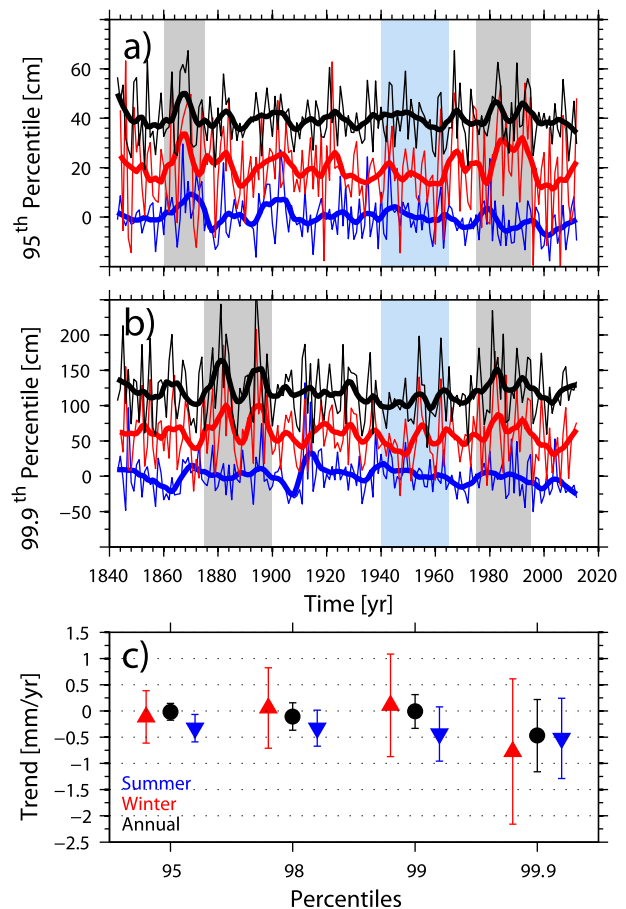 a)
60
40
20
0
95th Percentile [cm]
b)
200
150
100
50
0
−50
99.9th Percentile [cm]
1840 1860 1880 1900 1920 1940 1960 1980 2000 2020
Time [yr]
c)
1.5
1
0.5
0
−0.5
−1
−1.5
−2
−2.5
Trend [mm/yr]
Summer
Winter
Annual
95 98 99 99.9
Percentiles